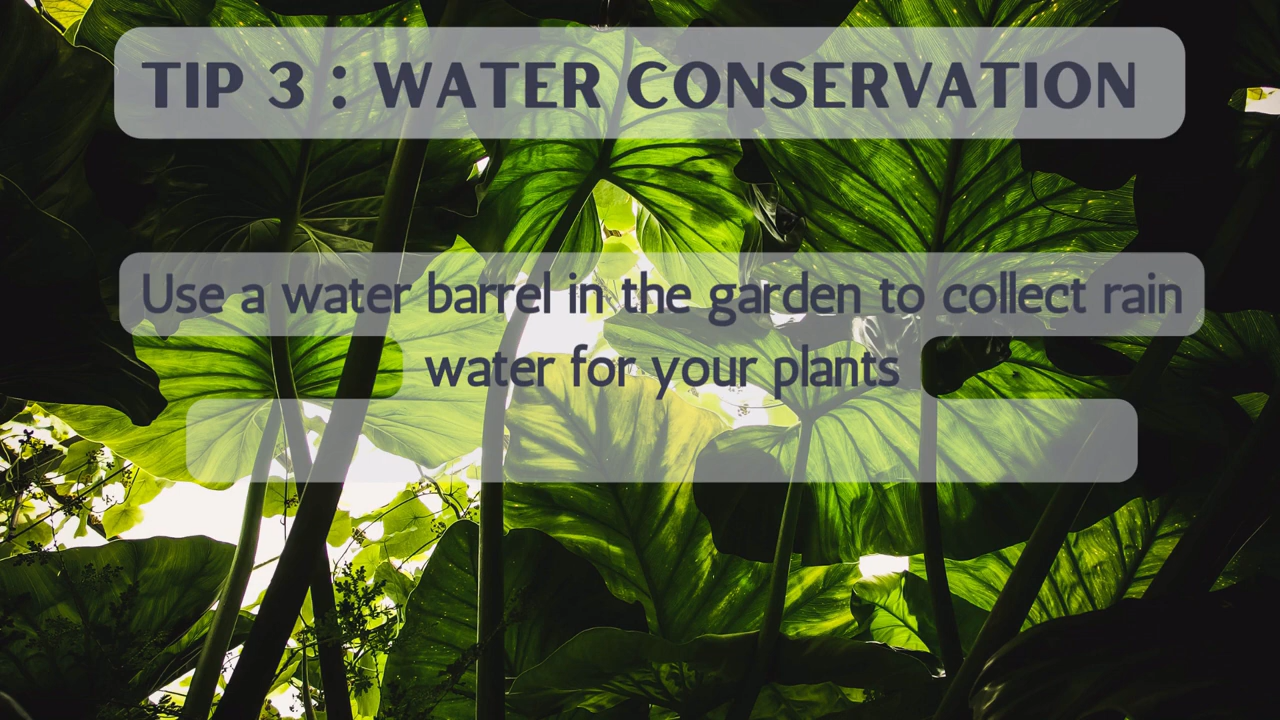 TIP 3 : WATER CONSERVATION
Use a water barrel in the garden to collect rain
water for your plants